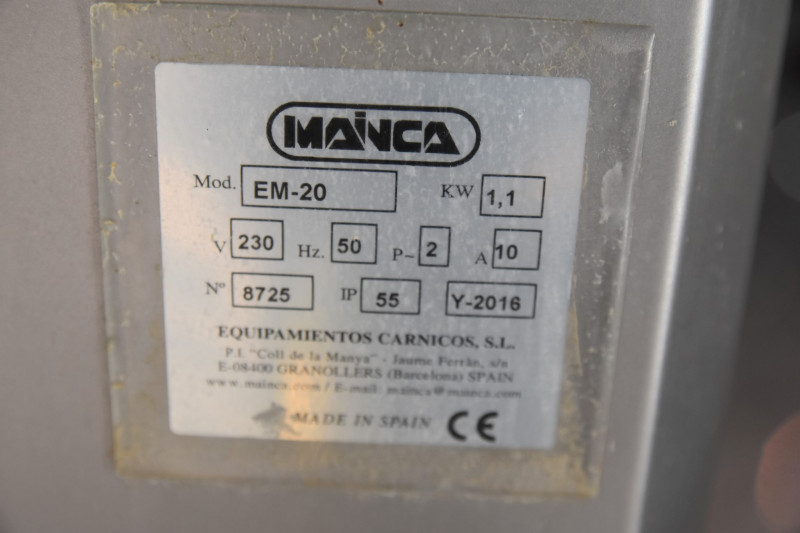 MAINCA
Mod. EM-20 KW 1,1
V 230 Hz. 50 P~ 2 A 10
Nº 8725 IP 55 Y-2016
EQUIPAMIENTOS CARNICOS, S.L.
P.I. "Coll de la Manya" - Jaume Ferràn, s/n
E-08400 GRANOLLERS (Barcelona) SPAIN
www.mainca.com / E-mail: mainca@mainca.com
MADE IN SPAIN CE